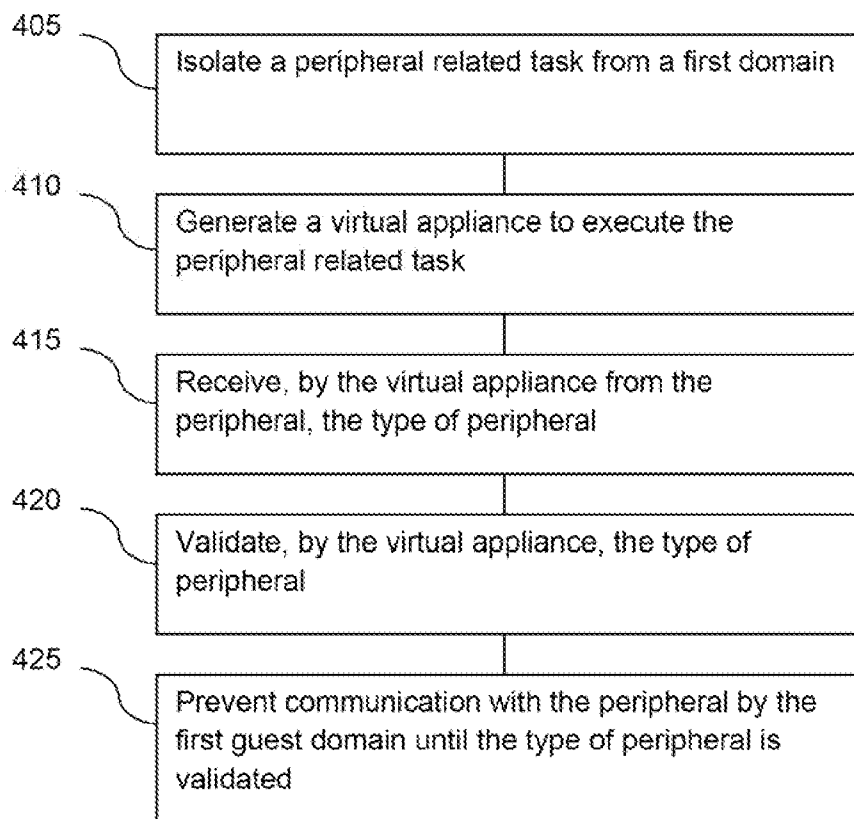 405
Isolate a peripheral related task from a first domain
410
Generate a virtual appliance to execute the
peripheral related task
415
Receive, by the virtual appliance from the
peripheral, the type of peripheral
420
Validate, by the virtual appliance, the type of
peripheral
425
Prevent communication with the peripheral by the
first guest domain until the type of peripheral is
validated